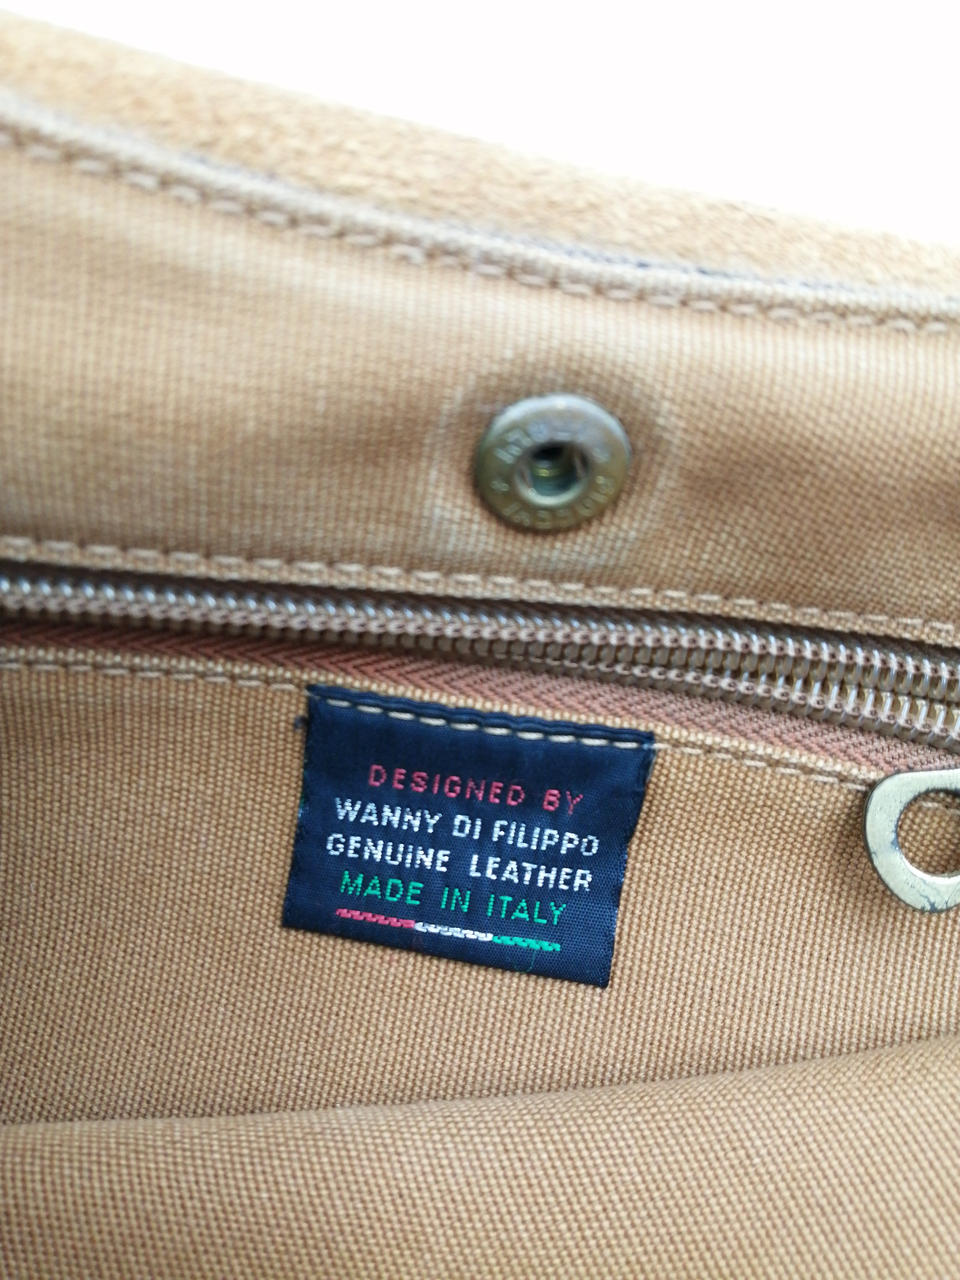 DESIGNED BY
WANNY DI FILIPPO
GENUINE LEATHER
MADE IN ITALY